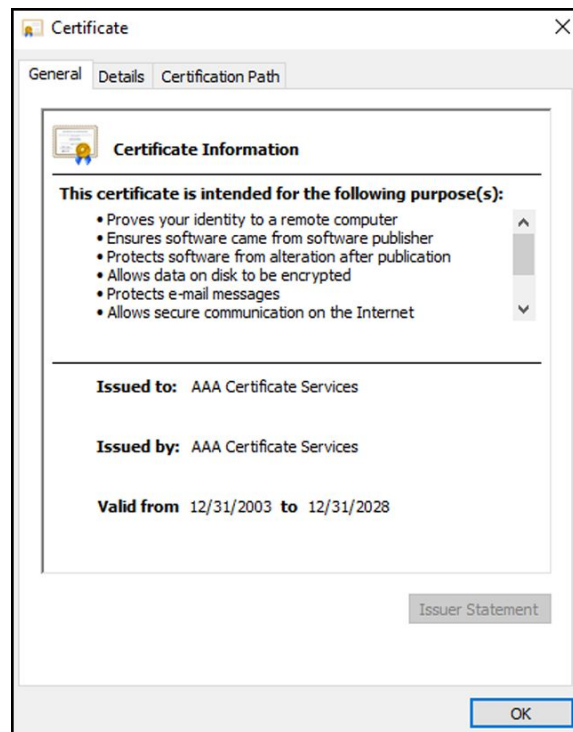 Certificate
General Details Certification Path
Certificate Information
This certificate is intended for the following purpose(s):
• Proves your identity to a remote computer
• Ensures software came from software publisher
• Protects software from alteration after publication
• Allows data on disk to be encrypted
• Protects e-mail messages
• Allows secure communication on the Internet
Issued to: AAA Certificate Services
Issued by: AAA Certificate Services
Valid from 12/31/2003 to 12/31/2028
Issuer Statement
OK